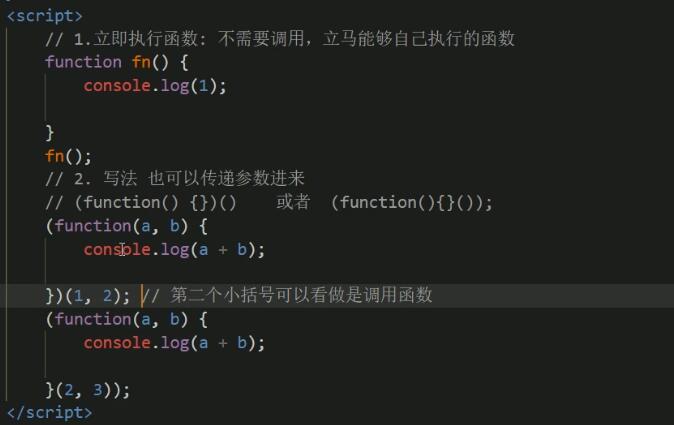 <script>
// 1.立即执行函数: 不需要调用，立马能够自己执行的函数
function fn() {
console.log(1);
}
fn();
// 2. 写法 也可以传递参数进来
// (function() {})() 或者 (function(){}());
(function(a, b) {
console.log(a + b);
})(1, 2); // 第二个小括号可以看做是调用函数
(function(a, b) {
console.log(a + b);
}(2, 3));
</script>